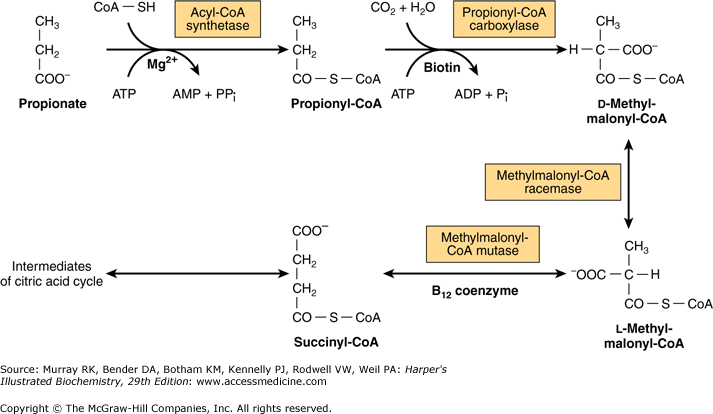 CoA — SH
Acyl-CoA
synthetase
CO2 + H2O
Propionyl-CoA
carboxylase
CH3
CH2
COO−
Propionate
Mg2+
ATP
AMP + PPi
CH3
CH2
CO — S — CoA
Propionyl-CoA
Biotin
ATP
ADP + Pi
CH3
H — C — COO−
CO — S — CoA
D-Methyl-
malonyl-CoA
Methylmalonyl-CoA
racemase
Intermediates
of citric acid cycle
COO−
CH2
CH2
CO — S — CoA
Succinyl-CoA
Methylmalonyl-
CoA mutase
B12 coenzyme
CH3
−OOC — C — H
CO — S — CoA
L-Methyl-
malonyl-CoA
Source: Murray RK, Bender DA, Botham KM, Kennelly PJ, Rodwell VW, Weil PA: Harper's
Illustrated Biochemistry, 29th Edition: www.accessmedicine.com
Copyright © The McGraw-Hill Companies, Inc. All rights reserved.